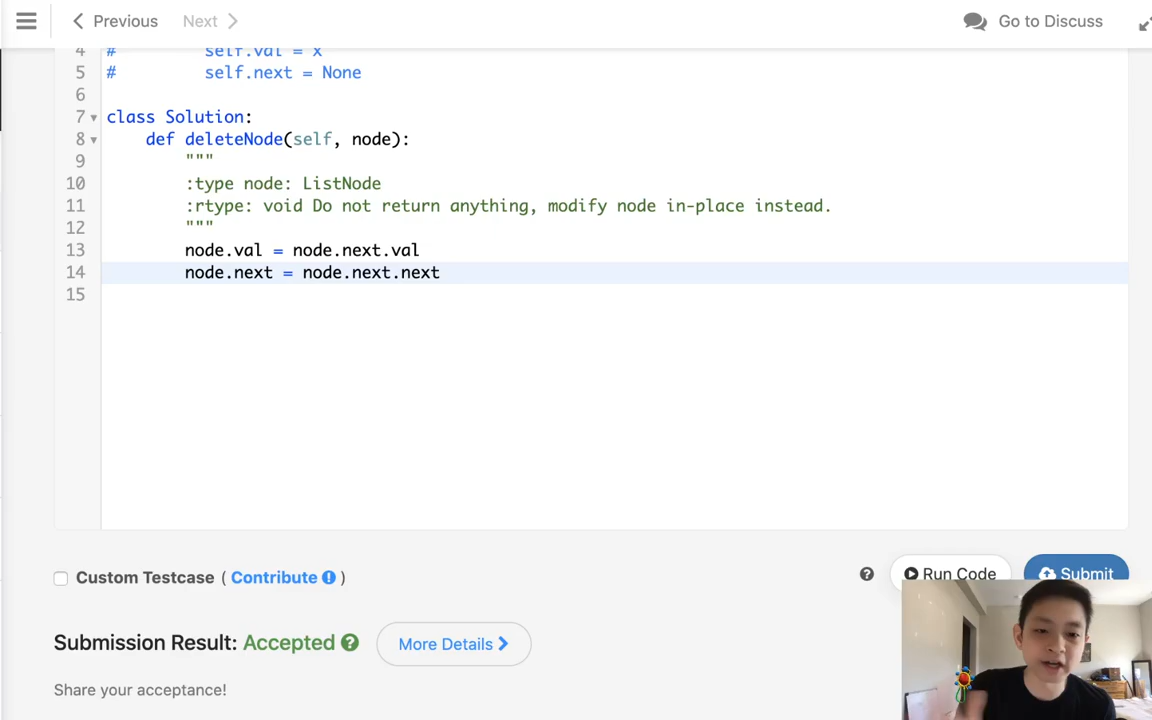 Previous Next Go to Discuss
4 # self.val = x
5 # self.next = None
6
7 class Solution:
8 def deleteNode(self, node):
9 """
10 :type node: ListNode
11 :rtype: void Do not return anything, modify node in-place instead.
12 """
13 node.val = node.next.val
14 node.next = node.next.next
15
Custom Testcase ( Contribute ) ? Run Code Submit
Submission Result: Accepted ? More Details
Share your acceptance!